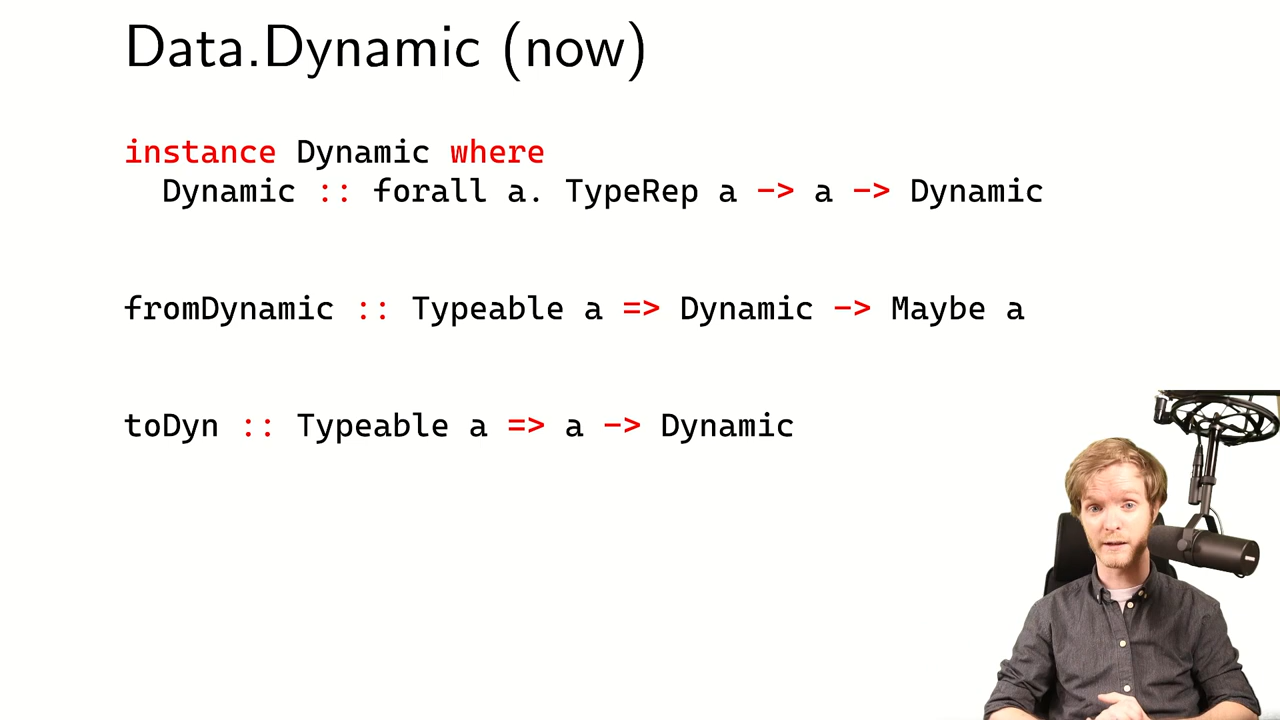 Data.Dynamic (now)
instance Dynamic where
Dynamic :: forall a. TypeRep a -> a -> Dynamic
fromDynamic :: Typeable a => Dynamic -> Maybe a
toDyn :: Typeable a => a -> Dynamic